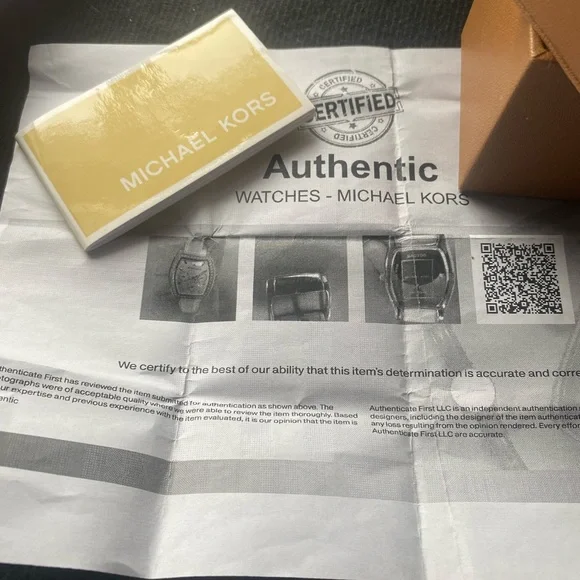 MICHAEL KORS
CERTIFIED
CERTIFIED
CERTIFIED
Authentic
WATCHES - MICHAEL KORS
We certify to the best of our ability that this item's determination is accurate and corre
thenticate First has reviewed the item submitted for authentication as shown above. The
otographs were of acceptable quality where we were able to review the item thoroughly. Based
ur expertise and previous experience with the item evaluated, it is our opinion that the item is
entic
Authenticate First LLC is an independent authentication
designers, including the designer of the item authenticat
any loss resulting from the opinion rendered. Every effor
Authenticate First LLC are accurate.